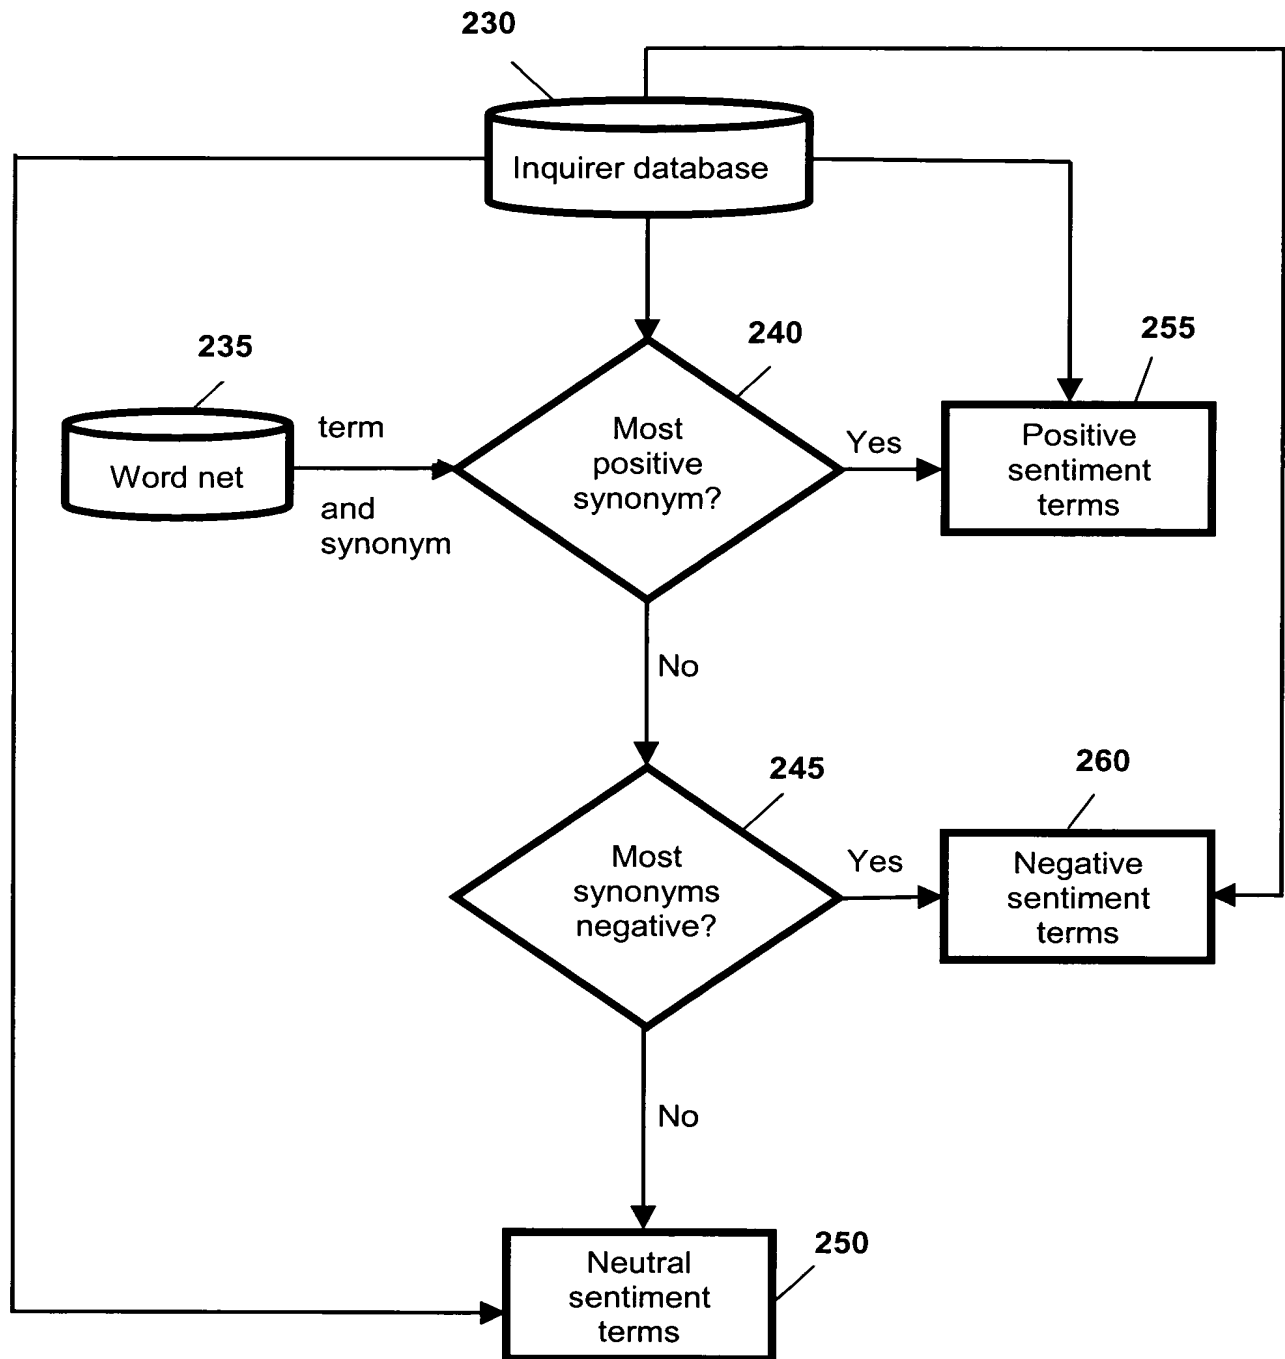 230
Inquirer database
235
240
255
term
Word net
and
synonym
Most
positive
synonym?
Yes
Positive
sentiment
terms
No
245
260
Most
synonyms
negative?
Yes
Negative
sentiment
terms
No
250
Neutral
sentiment
terms